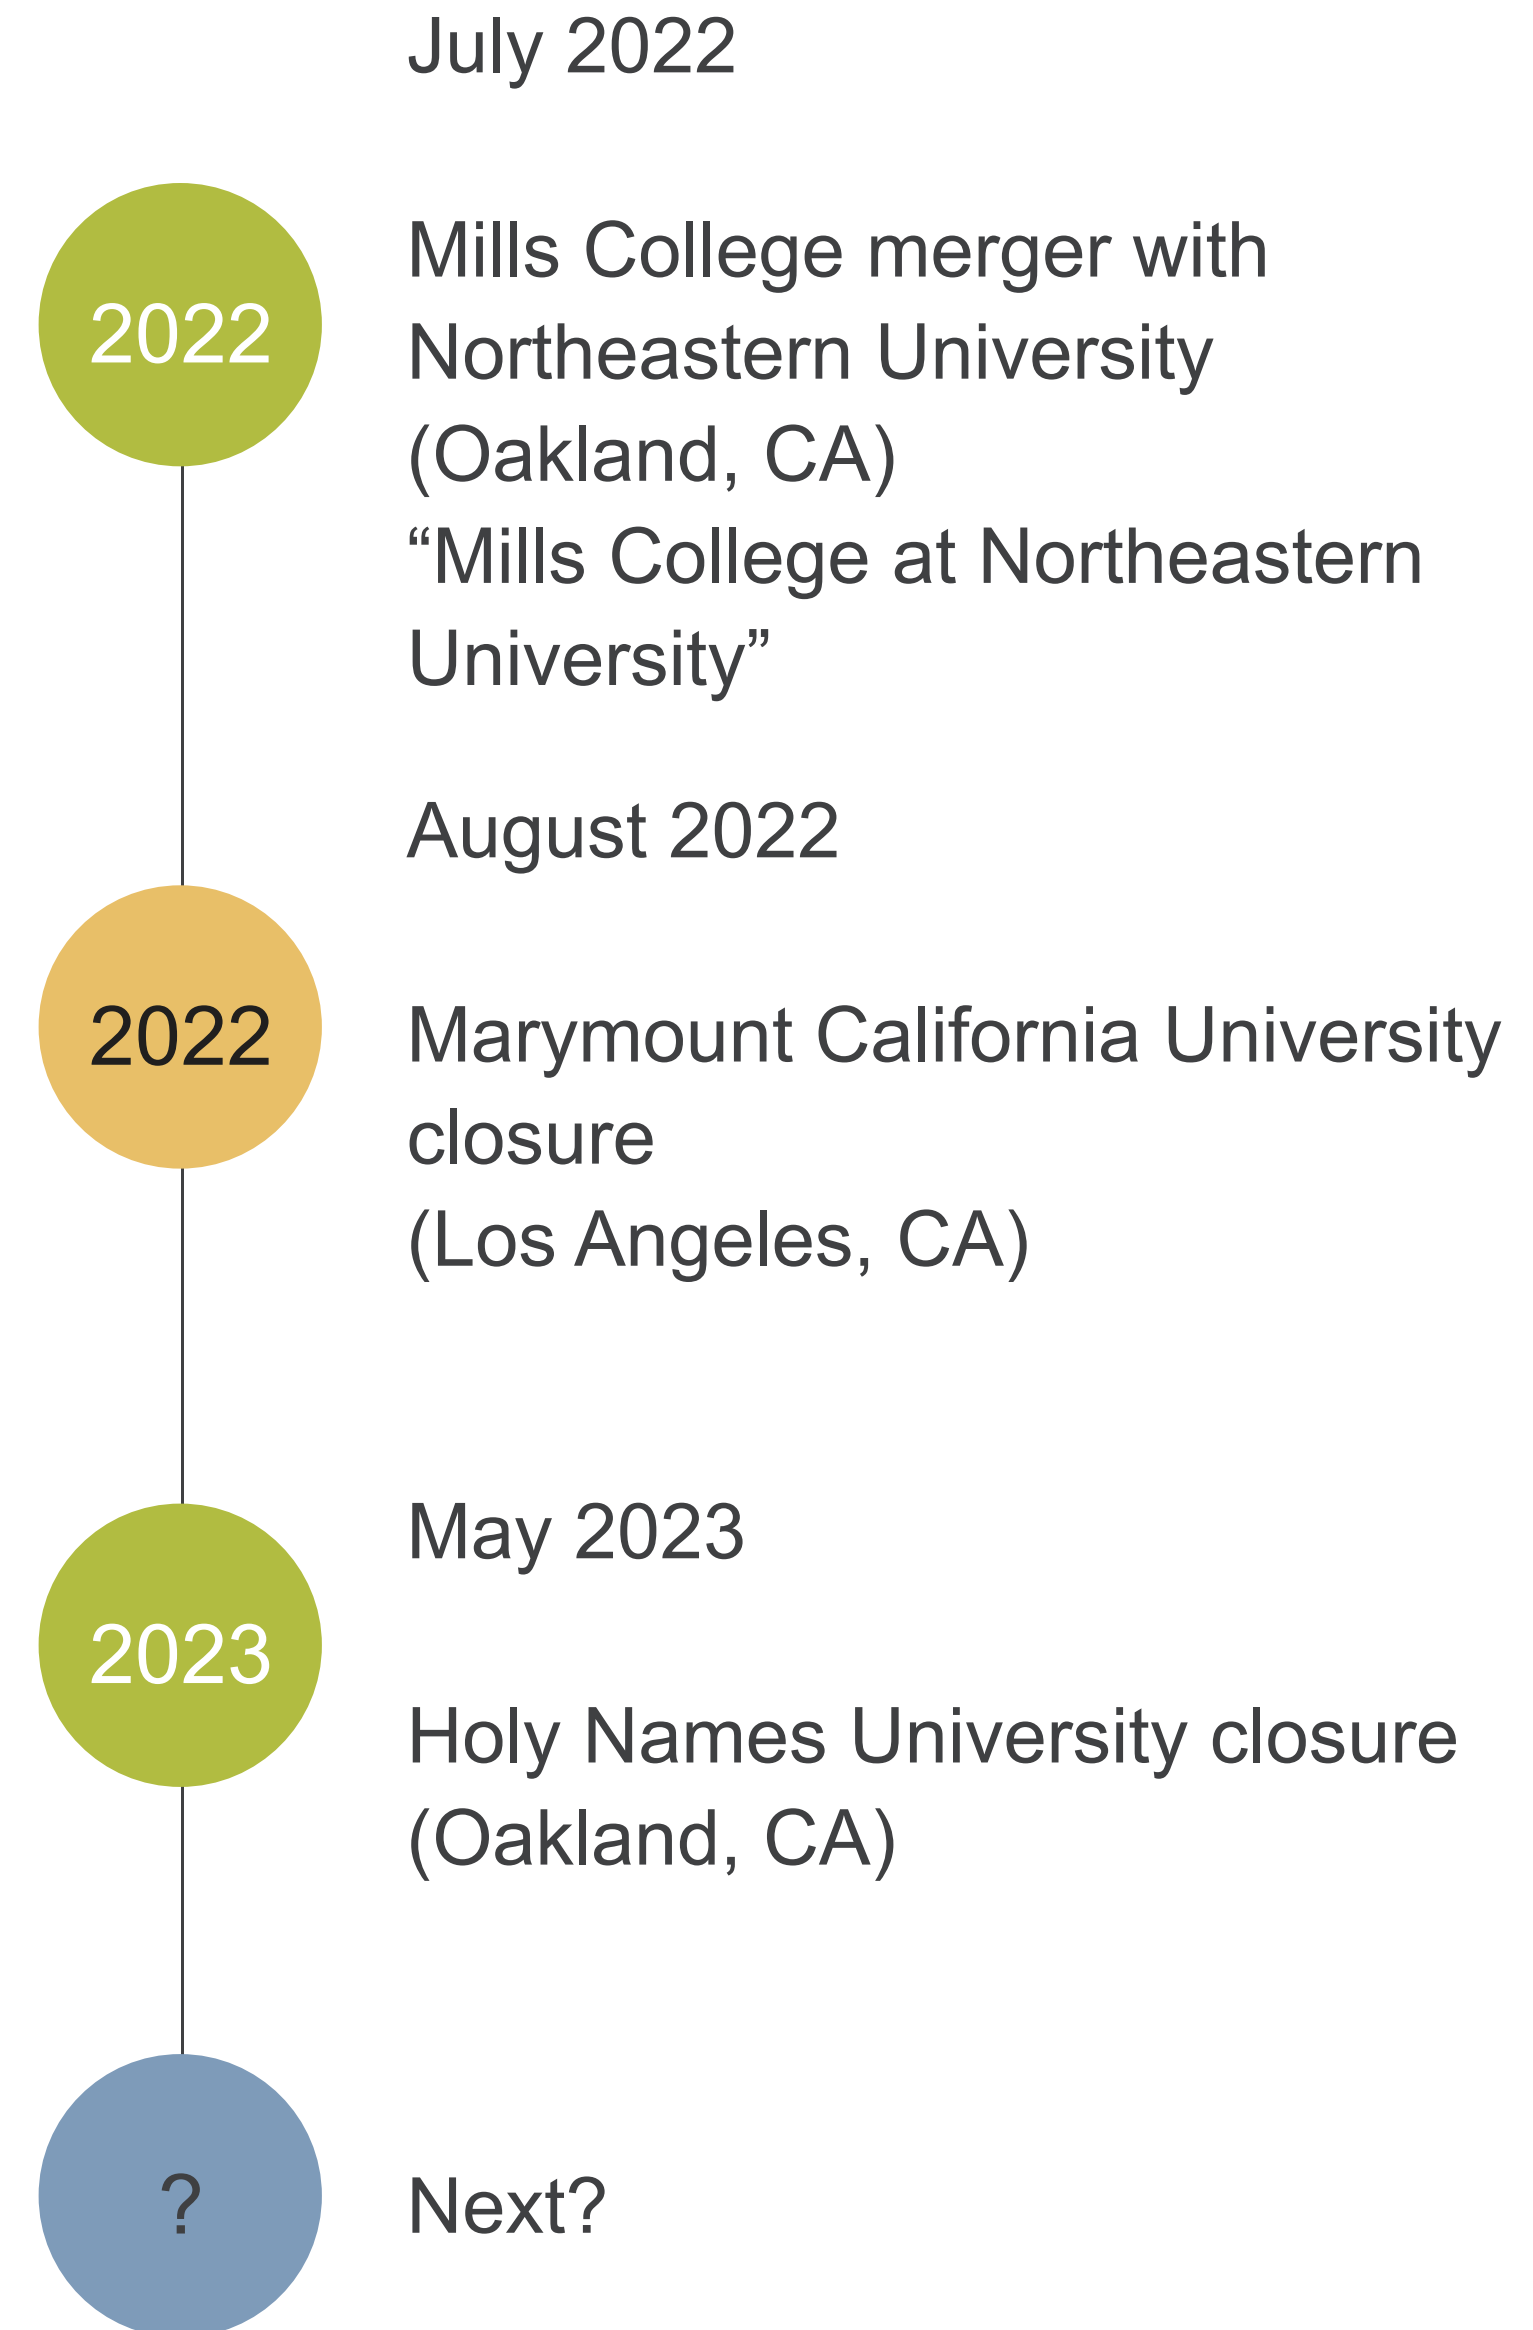 July 2022
2022
Mills College merger with
Northeastern University
(Oakland, CA)
“Mills College at Northeastern
University”
August 2022
2022
Marymount California University
closure
(Los Angeles, CA)
May 2023
2023
Holy Names University closure
(Oakland, CA)
?
Next?